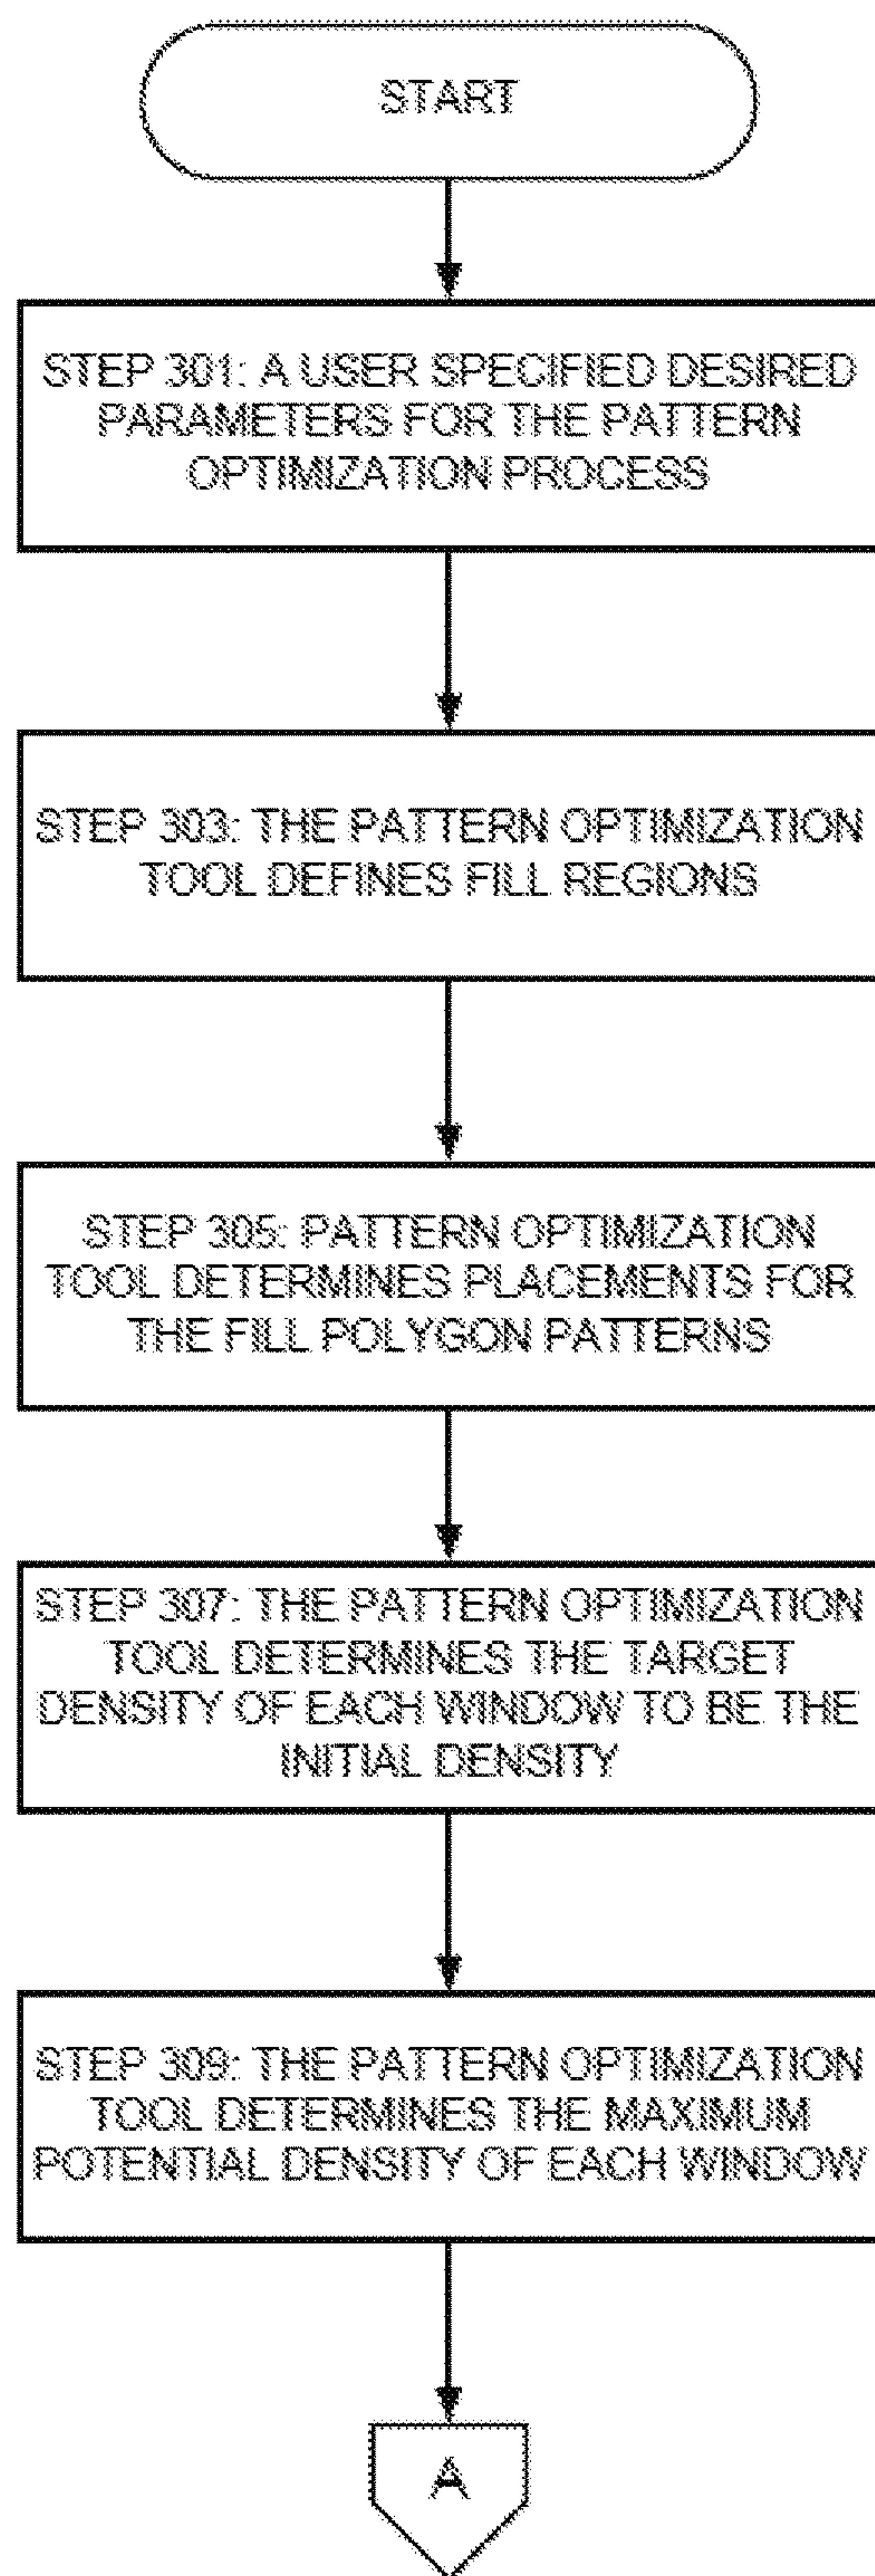 START
STEP 301: A USER SPECIFIED DESIRED
PARAMETERS FOR THE PATTERN
OPTIMIZATION PROCESS
STEP 303: THE PATTERN OPTIMIZATION
TOOL DEFINES FILL REGIONS
STEP 305: PATTERN OPTIMIZATION
TOOL DETERMINES PLACEMENTS FOR
THE FILL POLYGON PATTERNS
STEP 307: THE PATTERN OPTIMIZATION
TOOL DETERMINES THE TARGET
DENSITY OF EACH WINDOW TO BE THE
INITIAL DENSITY
STEP 309: THE PATTERN OPTIMIZATION
TOOL DETERMINES THE MAXIMUM
POTENTIAL DENSITY OF EACH WINDOW
A